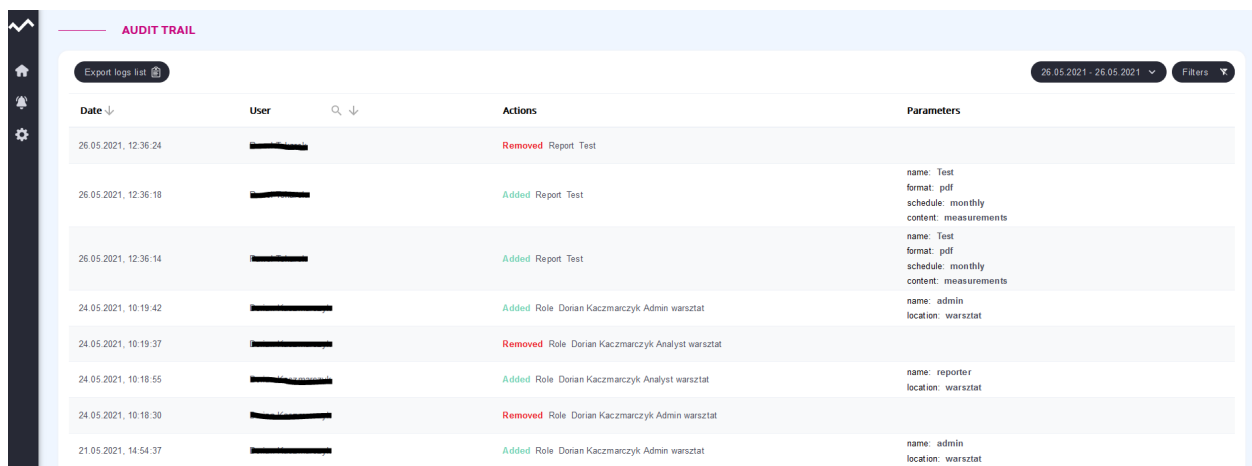 AUDIT TRAIL
Export logs list
26.05.2021 - 26.05.2021
Filters
Date User Actions Parameters
26.05.2021, 12:36:24 Removed Report Test
26.05.2021, 12:36:18 Added Report Test
name: Test
format: pdf
schedule: monthly
content: measurements
26.05.2021, 12:36:14 Added Report Test
name: Test
format: pdf
schedule: monthly
content: measurements
24.05.2021, 10:19:42 Added Role Dorian Kaczmarczyk Admin warsztat
name: admin
location: warsztat
24.05.2021, 10:19:37 Removed Role Dorian Kaczmarczyk Analyst warsztat
24.05.2021, 10:18:55 Added Role Dorian Kaczmarczyk Analyst warsztat
name: reporter
location: warsztat
24.05.2021, 10:18:30 Removed Role Dorian Kaczmarczyk Admin warsztat
21.05.2021, 14:54:37 Added Role Dorian Kaczmarczyk Admin warsztat
name: admin
location: warsztat